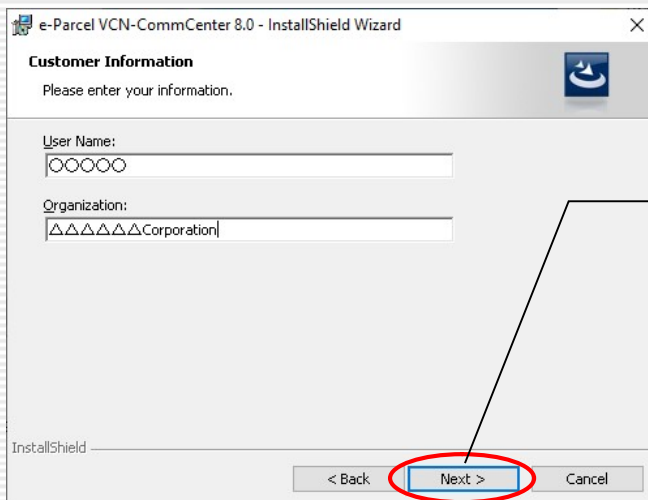 e-Parcel VCN-CommCenter 8.0 - InstallShield Wizard
Customer Information
Please enter your information.
User Name:
○○○○○
Organization:
△△△△△△Corporation
InstallShield
< Back Next > Cancel